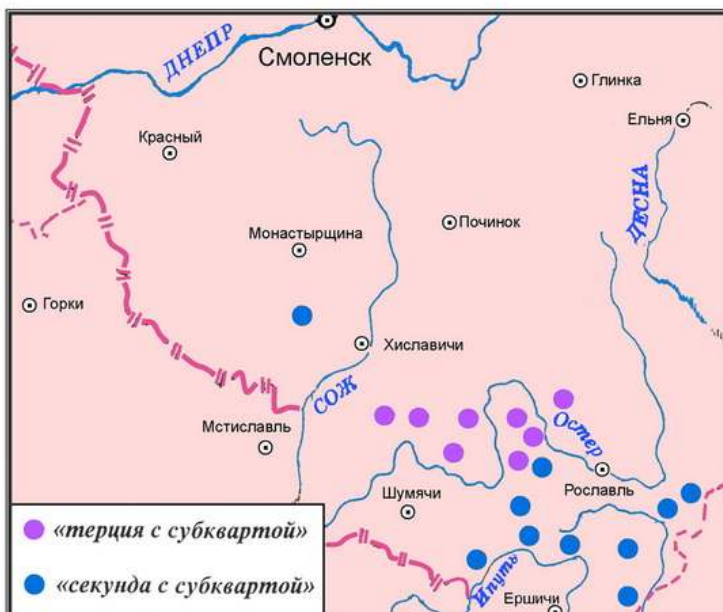 ДНЕПР
Смоленск
Глинка
Ельня
Красный
ДЕСНА
Починок
Монастырщина
Горки
Хиславичи
СОЖ
Мстиславль
Остер
Рославль
Шумячи
«терция с субквартой»
«секунда с субквартой»
Ипуть
Ершичи